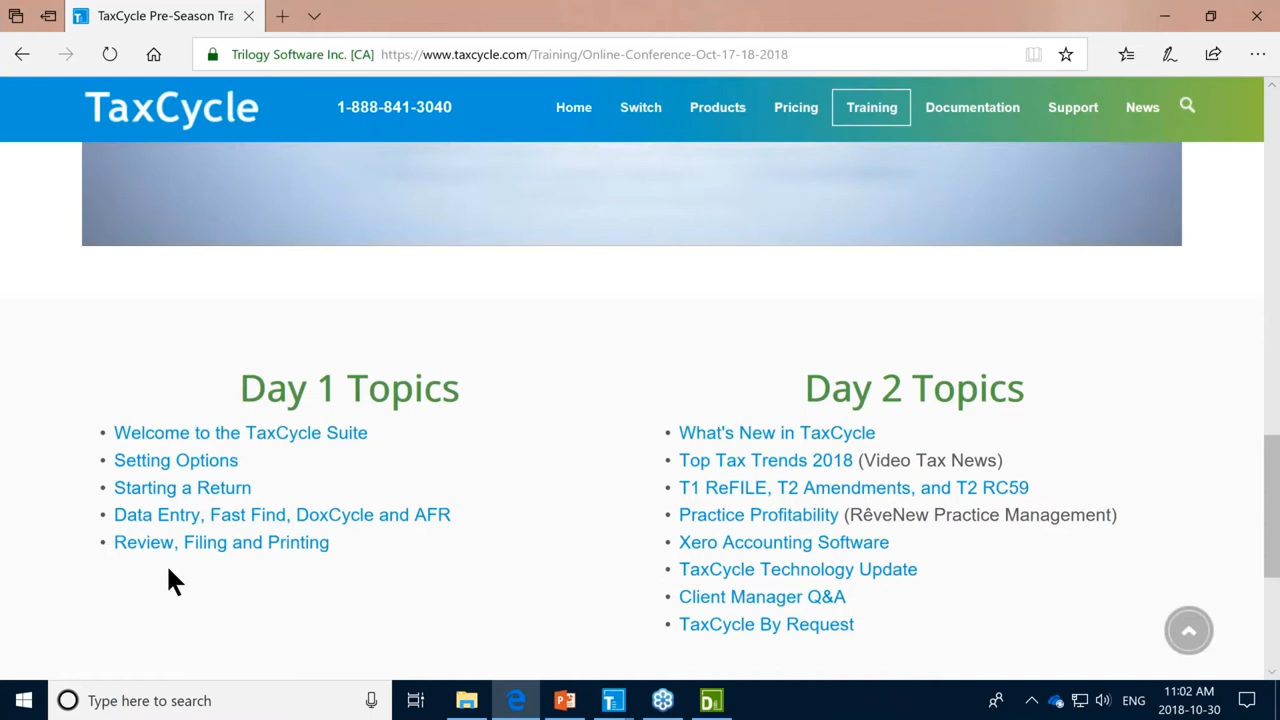 TaxCycle Pre-Season Tra
Trilogy Software Inc. [CA] https://www.taxcycle.com/Training/Online-Conference-Oct-17-18-2018
TaxCycle 1-888-841-3040 Home Switch Products Pricing Training Documentation Support News
Day 1 Topics
• Welcome to the TaxCycle Suite
• Setting Options
• Starting a Return
• Data Entry, Fast Find, DoxCycle and AFR
• Review, Filing and Printing
Day 2 Topics
• What's New in TaxCycle
• Top Tax Trends 2018 (Video Tax News)
• T1 ReFILE, T2 Amendments, and T2 RC59
• Practice Profitability (RêveNew Practice Management)
• Xero Accounting Software
• TaxCycle Technology Update
• Client Manager Q&A
• TaxCycle By Request
Type here to search
ENG
11:02 AM
2018-10-30